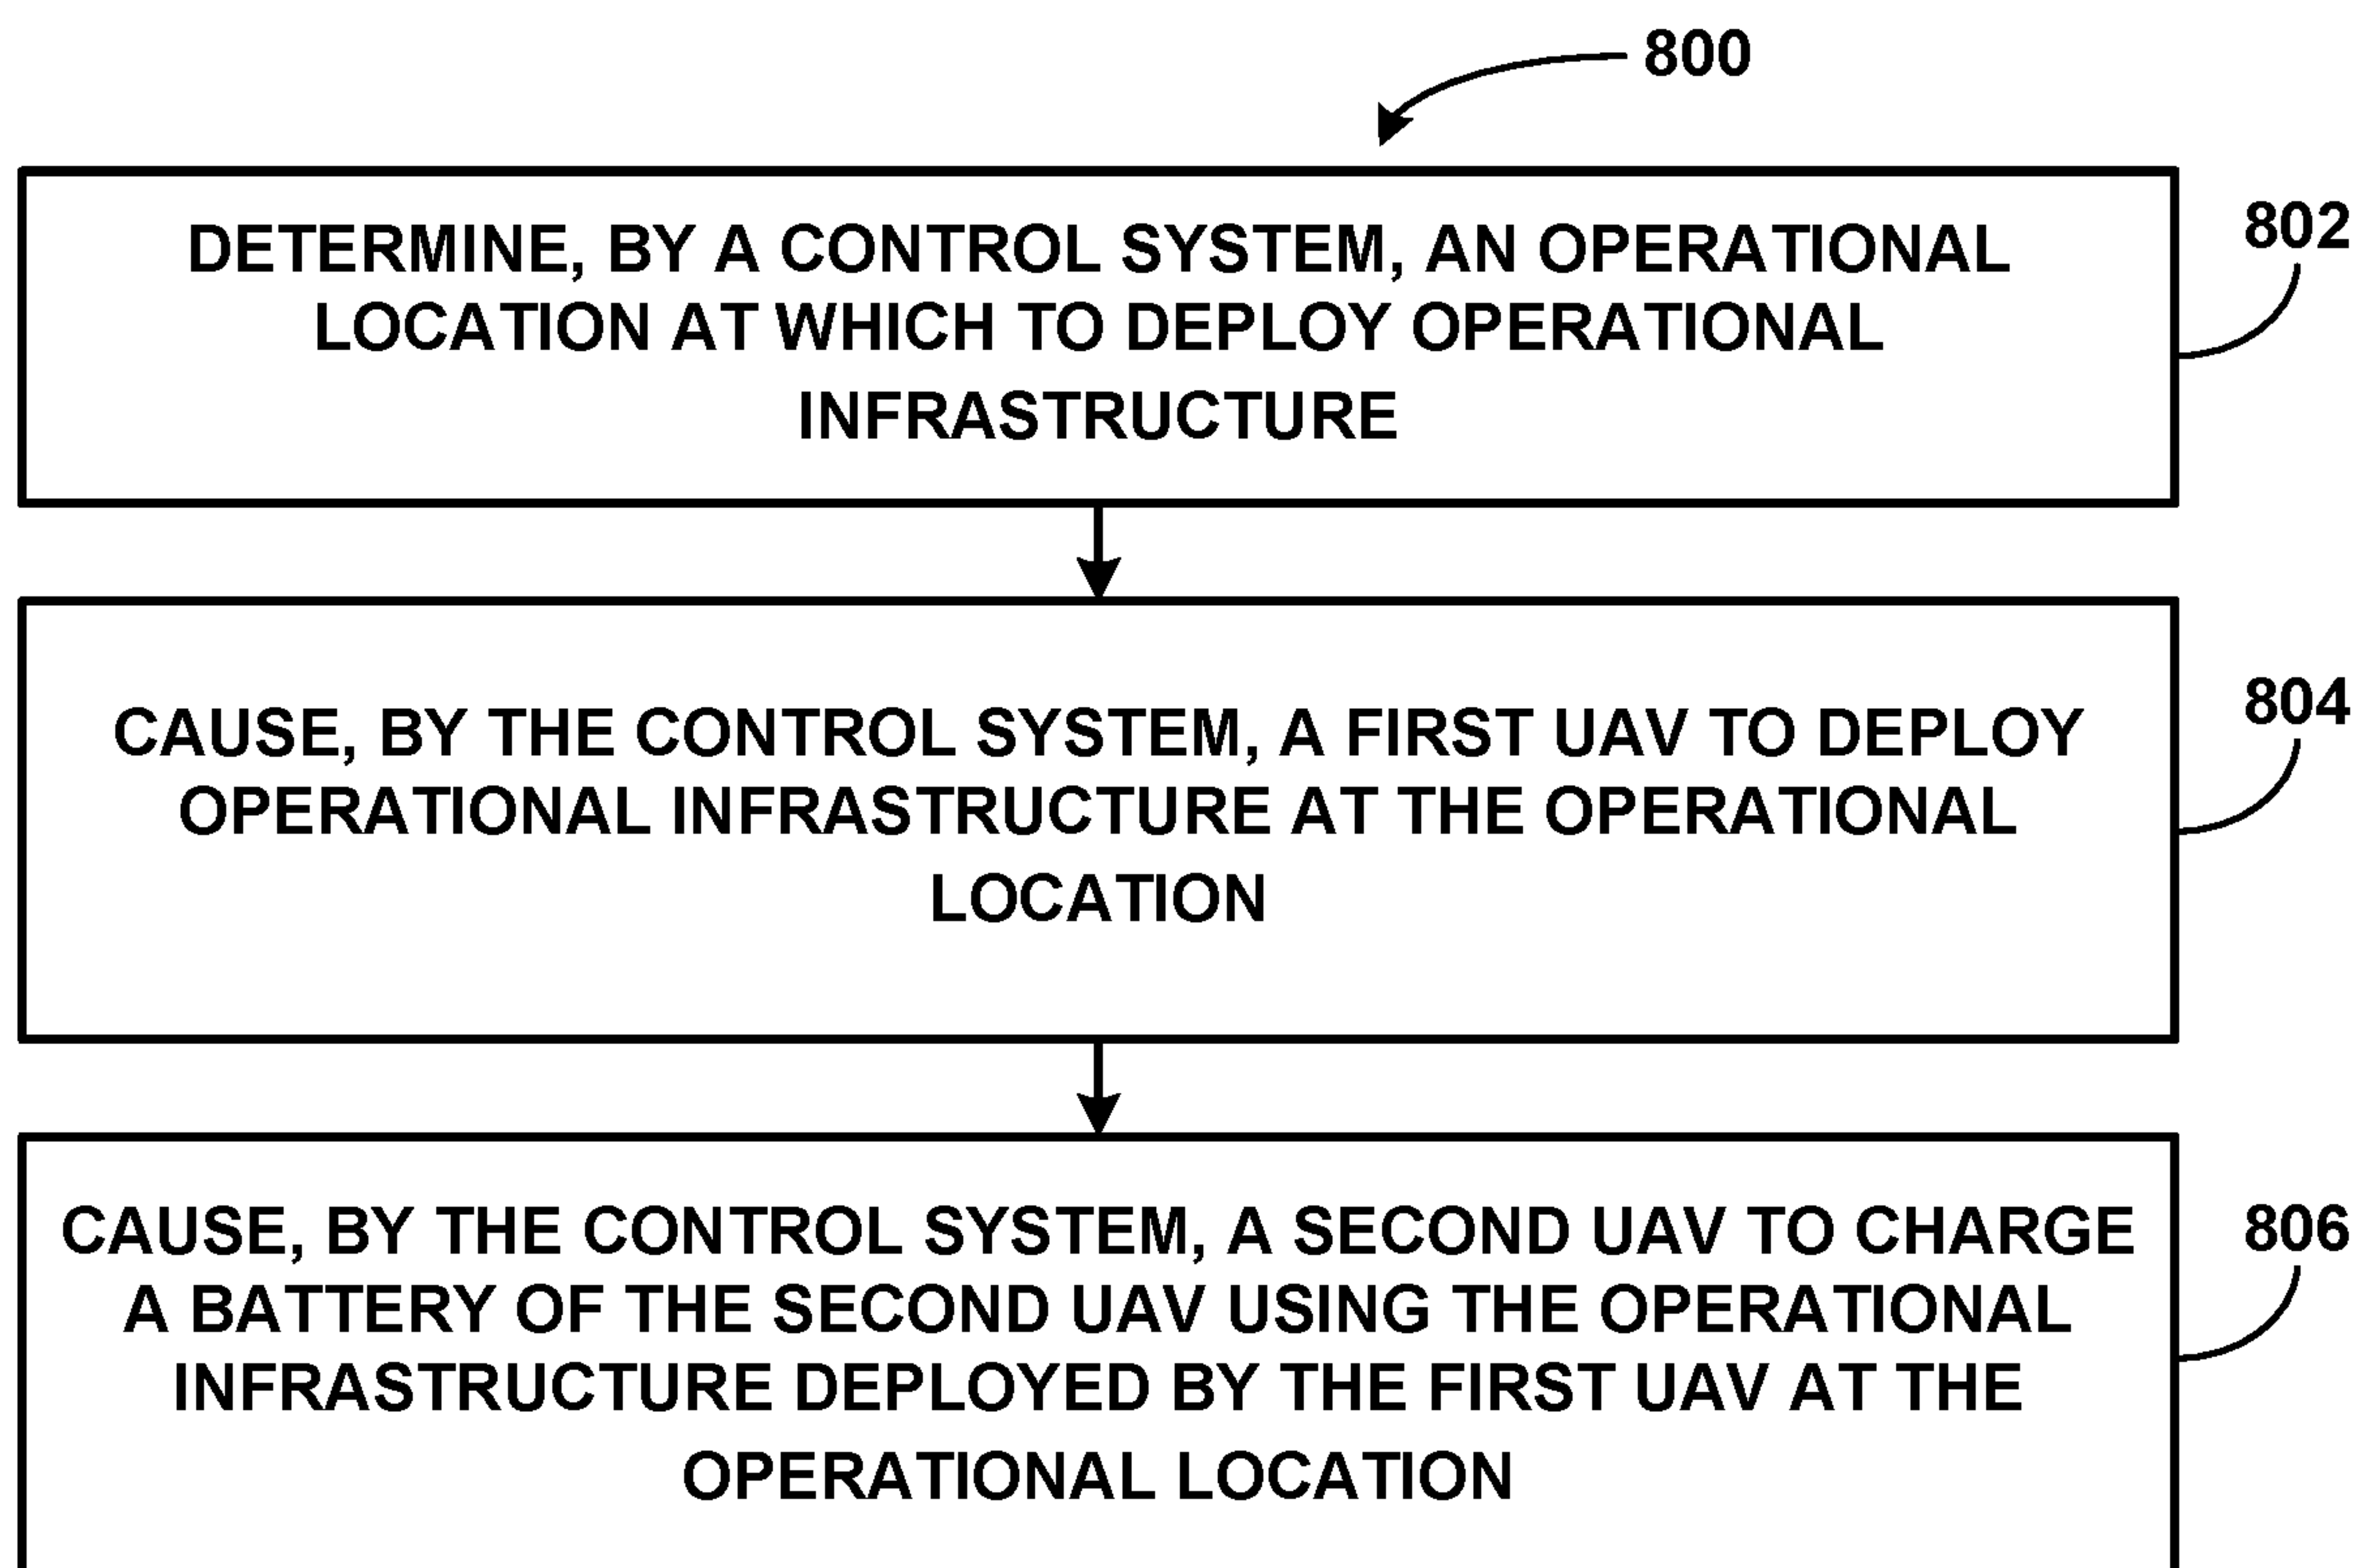 800
802
DETERMINE, BY A CONTROL SYSTEM, AN OPERATIONAL
LOCATION AT WHICH TO DEPLOY OPERATIONAL
INFRASTRUCTURE
804
CAUSE, BY THE CONTROL SYSTEM, A FIRST UAV TO DEPLOY
OPERATIONAL INFRASTRUCTURE AT THE OPERATIONAL
LOCATION
806
CAUSE, BY THE CONTROL SYSTEM, A SECOND UAV TO CHARGE
A BATTERY OF THE SECOND UAV USING THE OPERATIONAL
INFRASTRUCTURE DEPLOYED BY THE FIRST UAV AT THE
OPERATIONAL LOCATION